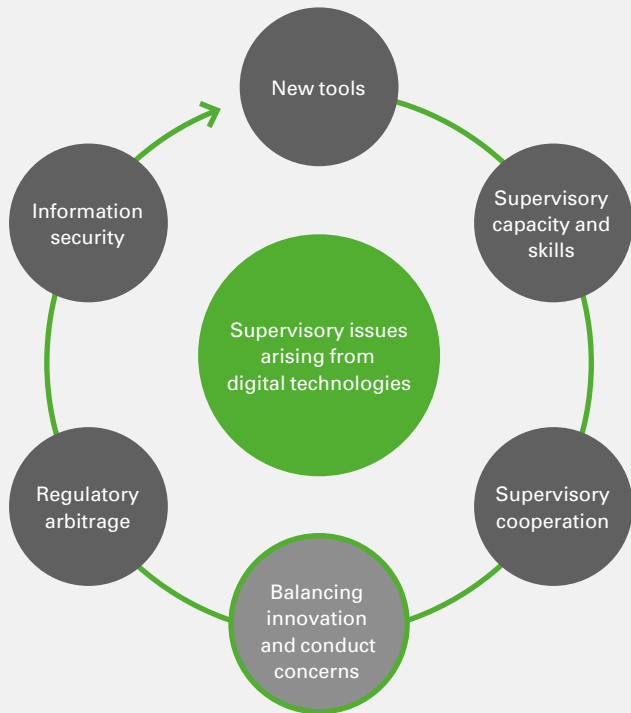 New tools
Supervisory
capacity and
skills
Supervisory
cooperation
Balancing
innovation
and conduct
concerns
Regulatory
arbitrage
Information
security
Supervisory issues
arising from
digital technologies